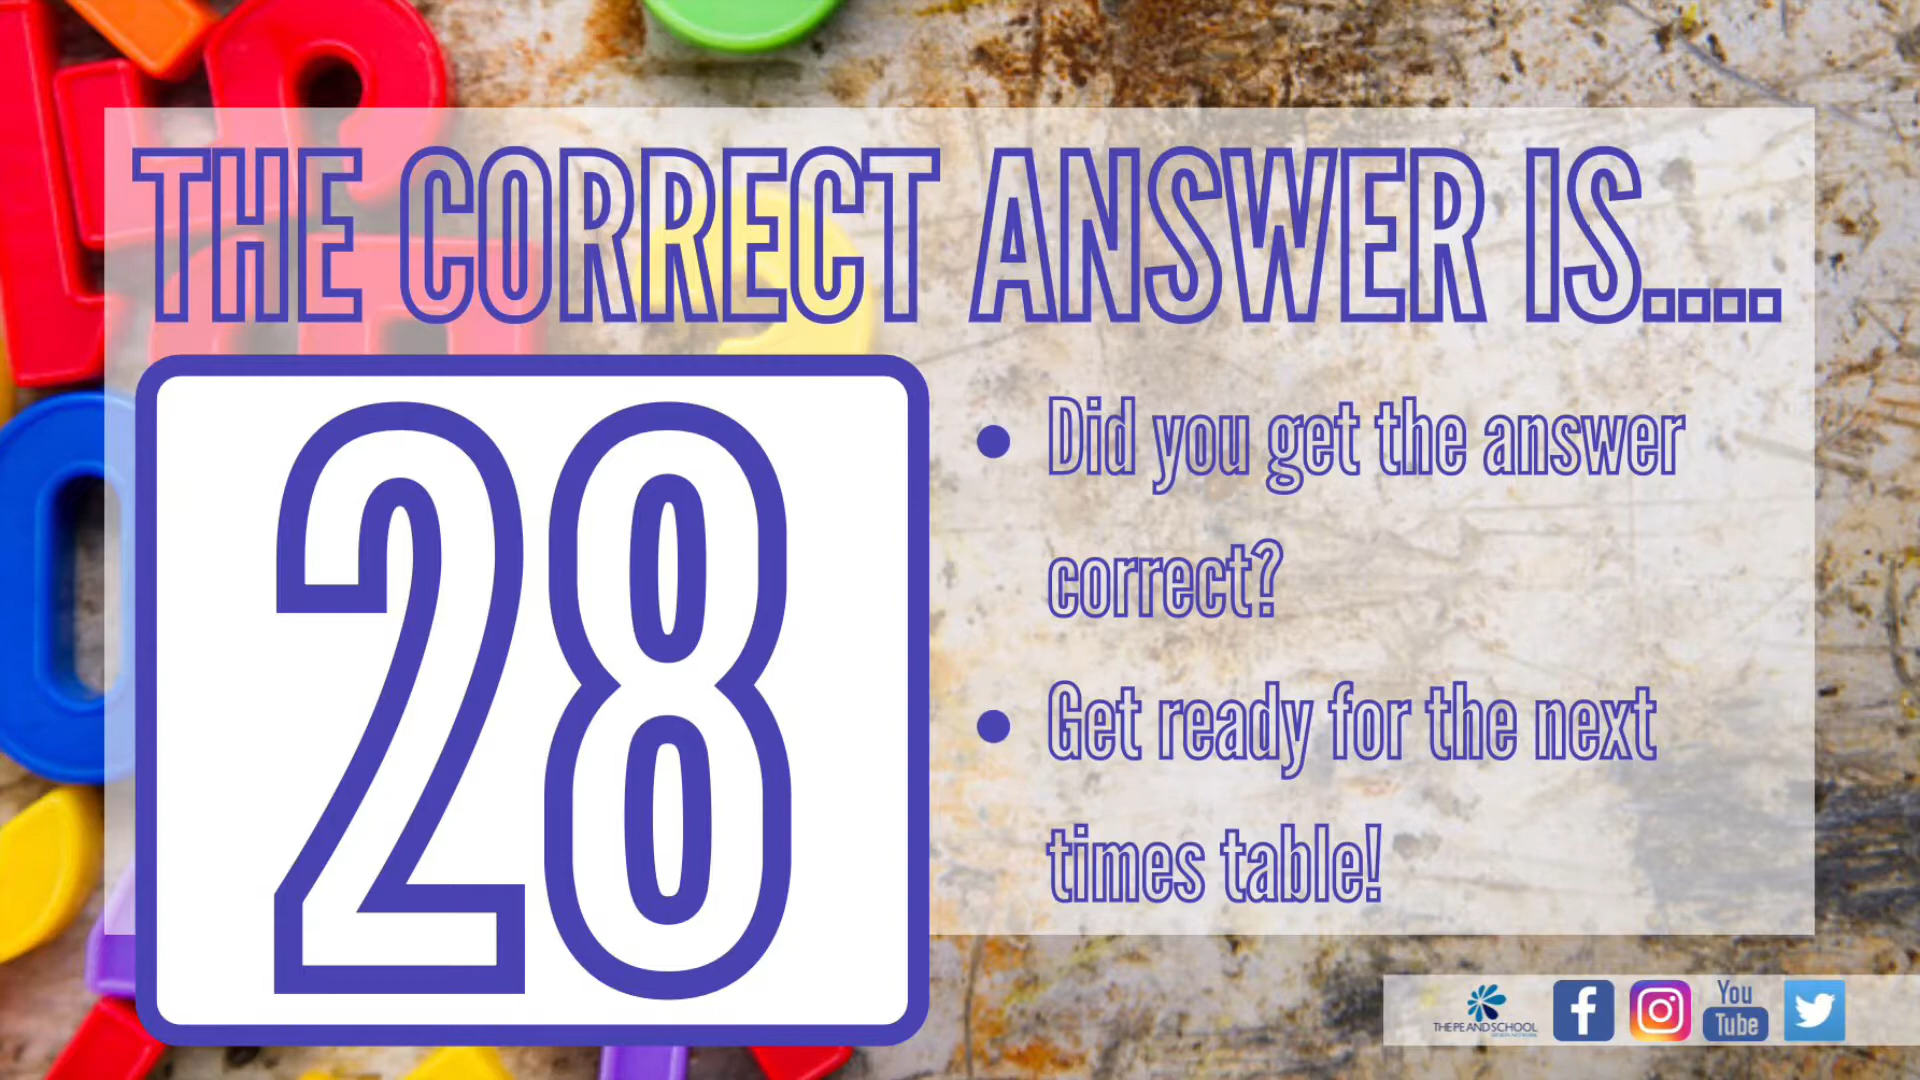 THE CORRECT ANSWER IS....
28
• Did you get the answer
correct?
• Get ready for the next
times table!
THE PE AND SCHOOL
You
Tube